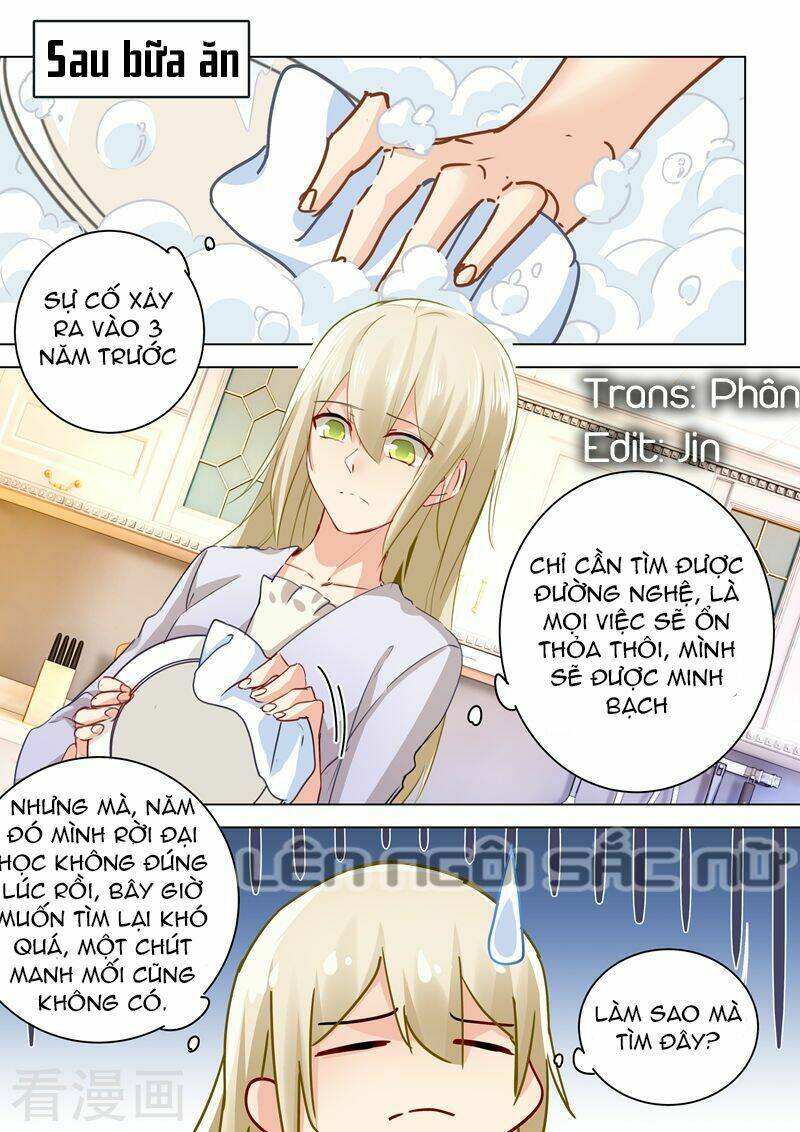 Sau bữa ăn
SỰ CỐ XẢY
RA VÀO 3
NĂM TRƯỚC
Trans: Phân
Edit: Jin
CHỈ CẦN TÌM ĐƯỢC
ĐƯỜNG NGHỆ, LÀ
MỌI VIỆC SẼ ỔN
THỎA THÔI, MÌNH
SẼ ĐƯỢC MINH
BẠCH
NHƯNG MÀ, NĂM
ĐÓ MÌNH RỜI ĐẠI
HỌC KHÔNG ĐÚNG
LÚC RỒI, BÂY GIỜ
MUỐN TÌM LẠI KHÓ
QUÁ, MỘT CHÚT
MANH MỐI CŨNG
KHÔNG CÓ.
LÊN NGÔI SẮC NỮ
LÀM SAO MÀ
TÌM ĐÂY?
看漫画